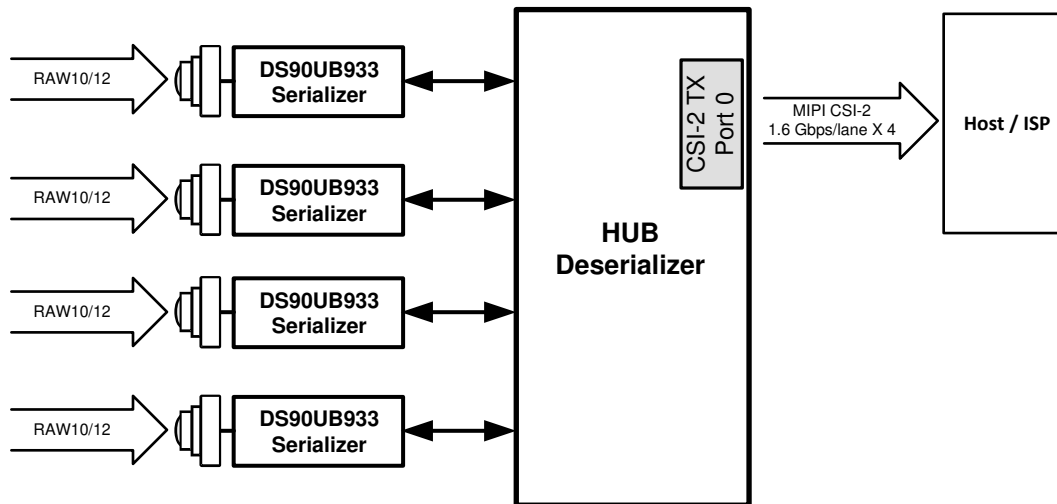 RAW10/12
DS90UB933
Serializer
RAW10/12
DS90UB933
Serializer
RAW10/12
DS90UB933
Serializer
RAW10/12
DS90UB933
Serializer
HUB
Deserializer
CSI-2 TX
Port 0
MIPI CSI-2
1.6 Gbps/lane X 4
Host / ISP